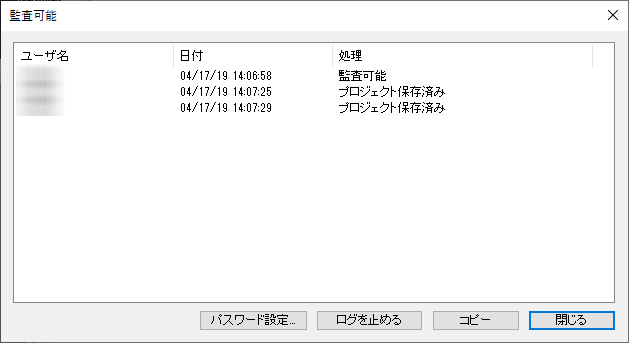 監査可能
ユーザ名 日付 処理
04/17/19 14:06:58 監査可能
04/17/19 14:07:25 プロジェクト保存済み
04/17/19 14:07:29 プロジェクト保存済み
パスワード設定... ログを止める コピー 閉じる